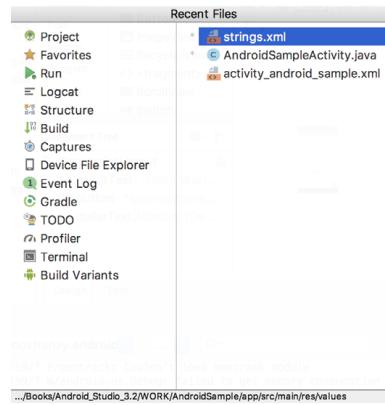 Recent Files
Project
Favorites
Run
Logcat
Structure
Build
Captures
Device File Explorer
1 Event Log
Gradle
TODO
Profiler
Terminal
Build Variants
* strings.xml
* C AndroidSampleActivity.java
activity_android_sample.xml
.../Books/Android_Studio_3.2/WORK/AndroidSample/app/src/main/res/values